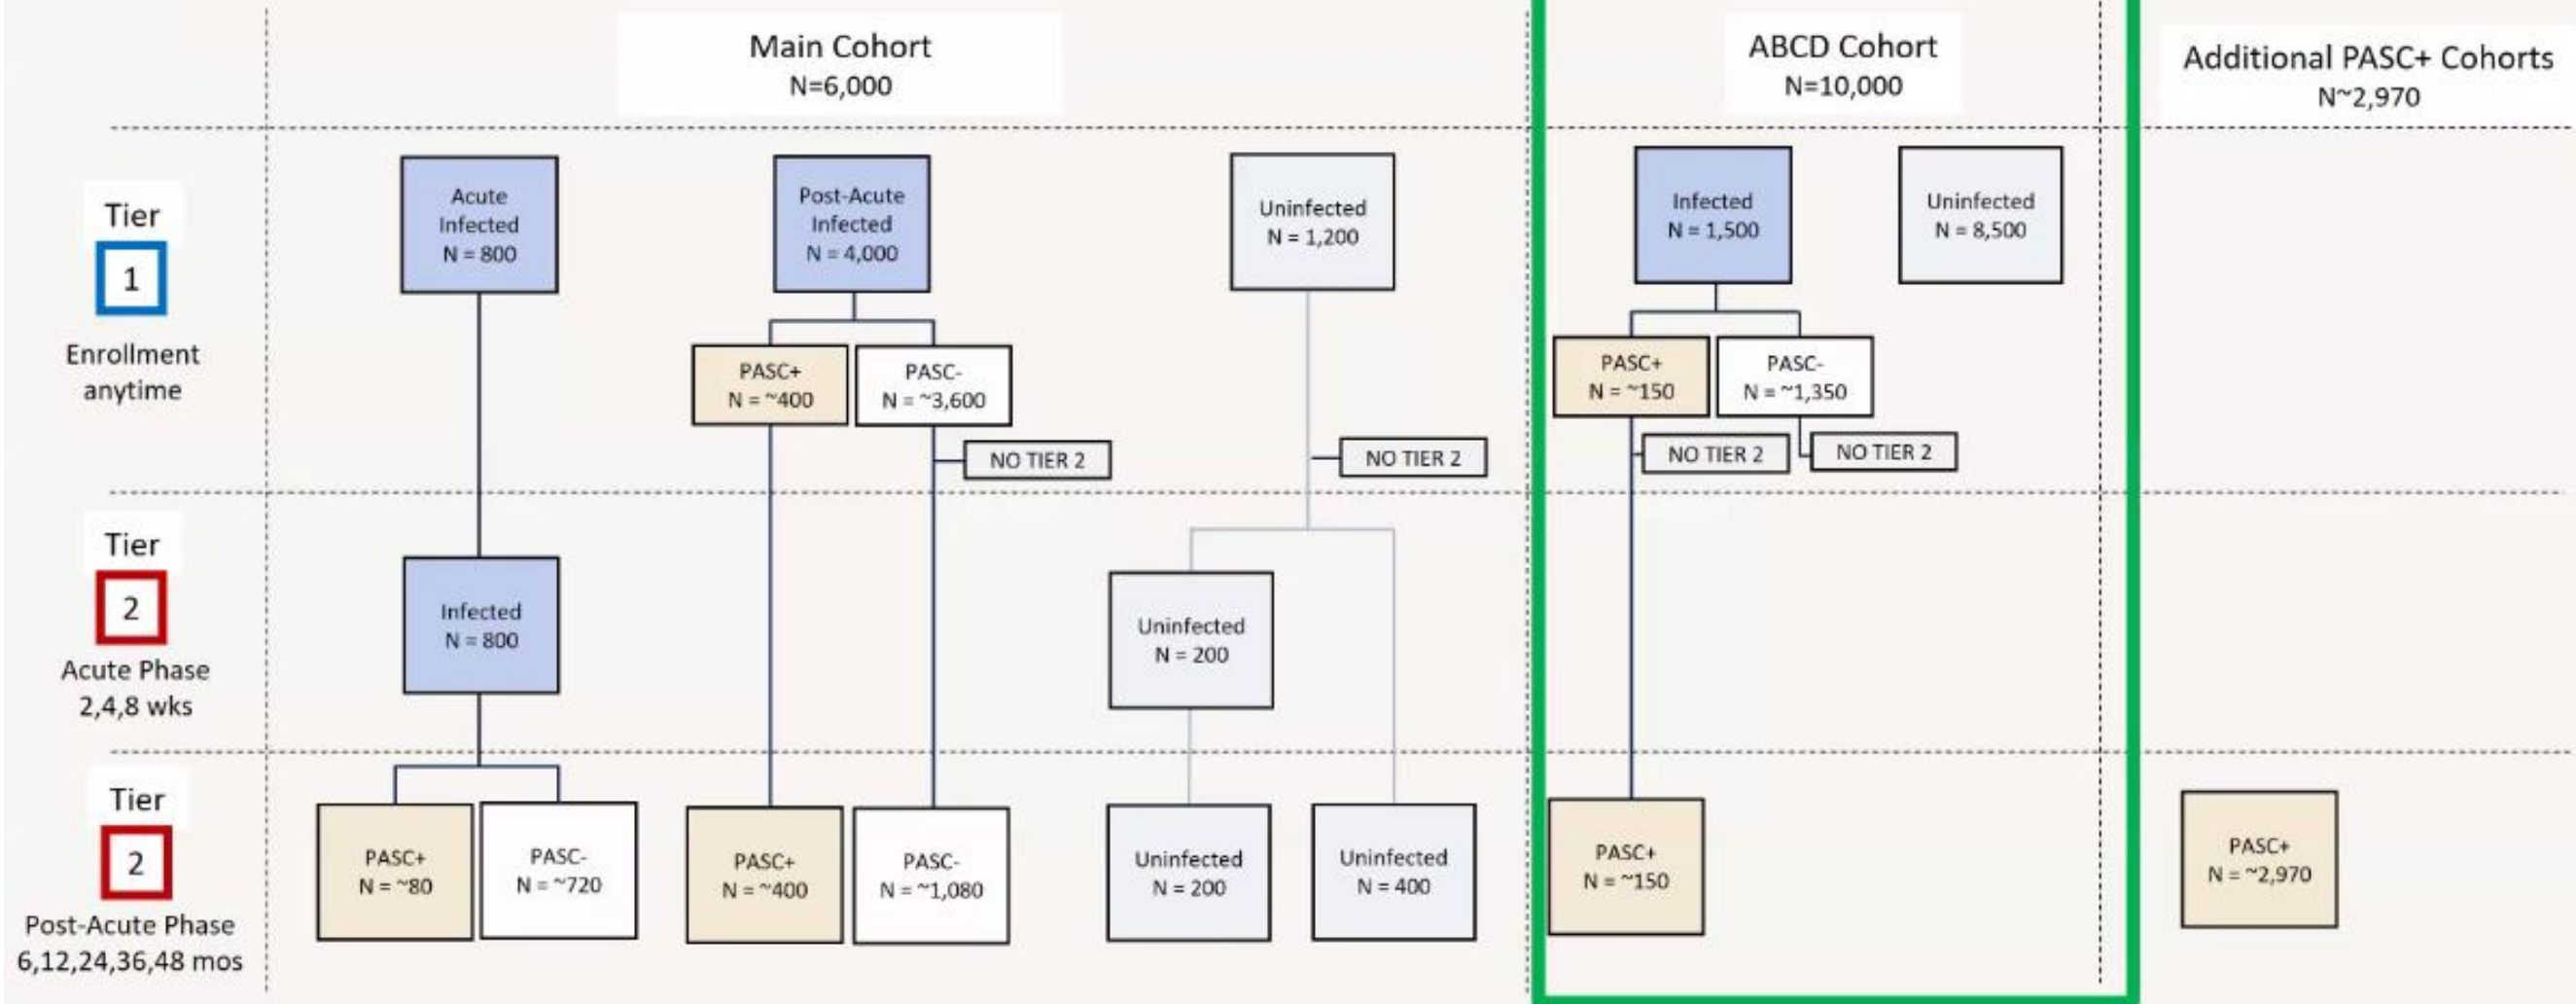 Main Cohort
N=6,000
ABCD Cohort
N=10,000
Additional PASC+ Cohorts
N~2,970
Tier
1
Enrollment
anytime
Acute
Infected
N = 800
Post-Acute
Infected
N = 4,000
Uninfected
N = 1,200
Infected
N = 1,500
Uninfected
N = 8,500
PASC+
N = ~400
PASC-
N = ~3,600
PASC+
N = ~150
PASC-
N = ~1,350
NO TIER 2
NO TIER 2
NO TIER 2
NO TIER 2
Tier
2
Acute Phase
2,4,8 wks
Infected
N = 800
Uninfected
N = 200
Tier
2
Post-Acute Phase
6,12,24,36,48 mos
PASC+
N = ~80
PASC-
N = ~720
PASC+
N = ~400
PASC-
N = ~1,080
Uninfected
N = 200
Uninfected
N = 400
PASC+
N = ~150
PASC+
N = ~2,970